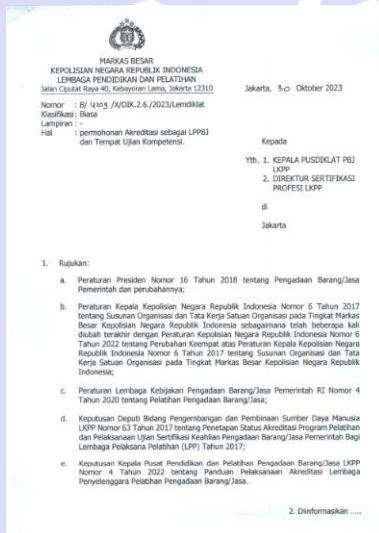 MARKAS BESAR
KEPOLISIAN NEGARA REPUBLIK INDONESIA
LEMBAGA PENDIDIKAN DAN PELATIHAN
Jalan Ciputat Raya 40, Kebayoran Lama, Jakarta 12310
Jakarta, 30 Oktober 2023
Nomor : B/ 4203 /X/DIK.2.6./2023/Lemdiklat
Klasifikasi: Biasa
Lampiran : -
Hal : permohonan Akreditasi sebagai LPPBJ
dan Tempat Ujian Kompetensi.
Kepada
Yth. 1. KEPALA PUSDIKLAT PBJ
LKPP
2. DIREKTUR SERTIFIKASI
PROFESI LKPP
di
Jakarta
1. Rujukan:
a. Peraturan Presiden Nomor 16 Tahun 2018 tentang Pengadaan Barang/Jasa
Pemerintah dan perubahannya;
b. Peraturan Kepala Kepolisian Negara Republik Indonesia Nomor 6 Tahun 2017
tentang Susunan Organisasi dan Tata Kerja Satuan Organisasi pada Tingkat Markas
Besar Kepolisian Negara Republik Indonesia sebagaimana telah beberapa kali
diubah terakhir dengan Peraturan Kepolisian Negara Republik Indonesia Nomor 6
Tahun 2022 tentang Perubahan Keempat atas Peraturan Kepala Kepolisian Negara
Republik Indonesia Nomor 6 Tahun 2017 tentang Susunan Organisasi dan Tata
Kerja Satuan Organisasi pada Tingkat Markas Besar Kepolisian Negara Republik
Indonesia;
c. Peraturan Lembaga Kebijakan Pengadaan Barang/Jasa Pemerintah RI Nomor 4
Tahun 2020 tentang Pelatihan Pengadaan Barang/Jasa;
d. Keputusan Deputi Bidang Pengembangan dan Pembinaan Sumber Daya Manusia
LKPP Nomor 63 Tahun 2017 tentang Penetapan Status Akreditasi Program Pelatihan
dan Pelaksanaan Ujian Sertifikasi Keahlian Pengadaan Barang/Jasa Pemerintah Bagi
Lembaga Pelaksana Pelatihan (LPP) Tahun 2017;
e. Keputusan Kepala Pusat Pendidikan dan Pelatihan Pengadaan Barang/Jasa LKPP
Nomor 4 Tahun 2022 tentang Panduan Pelaksanaan Akreditasi Lembaga
Penyelenggara Pelatihan Pengadaan Barang/Jasa.
2. Diinformasikan .....